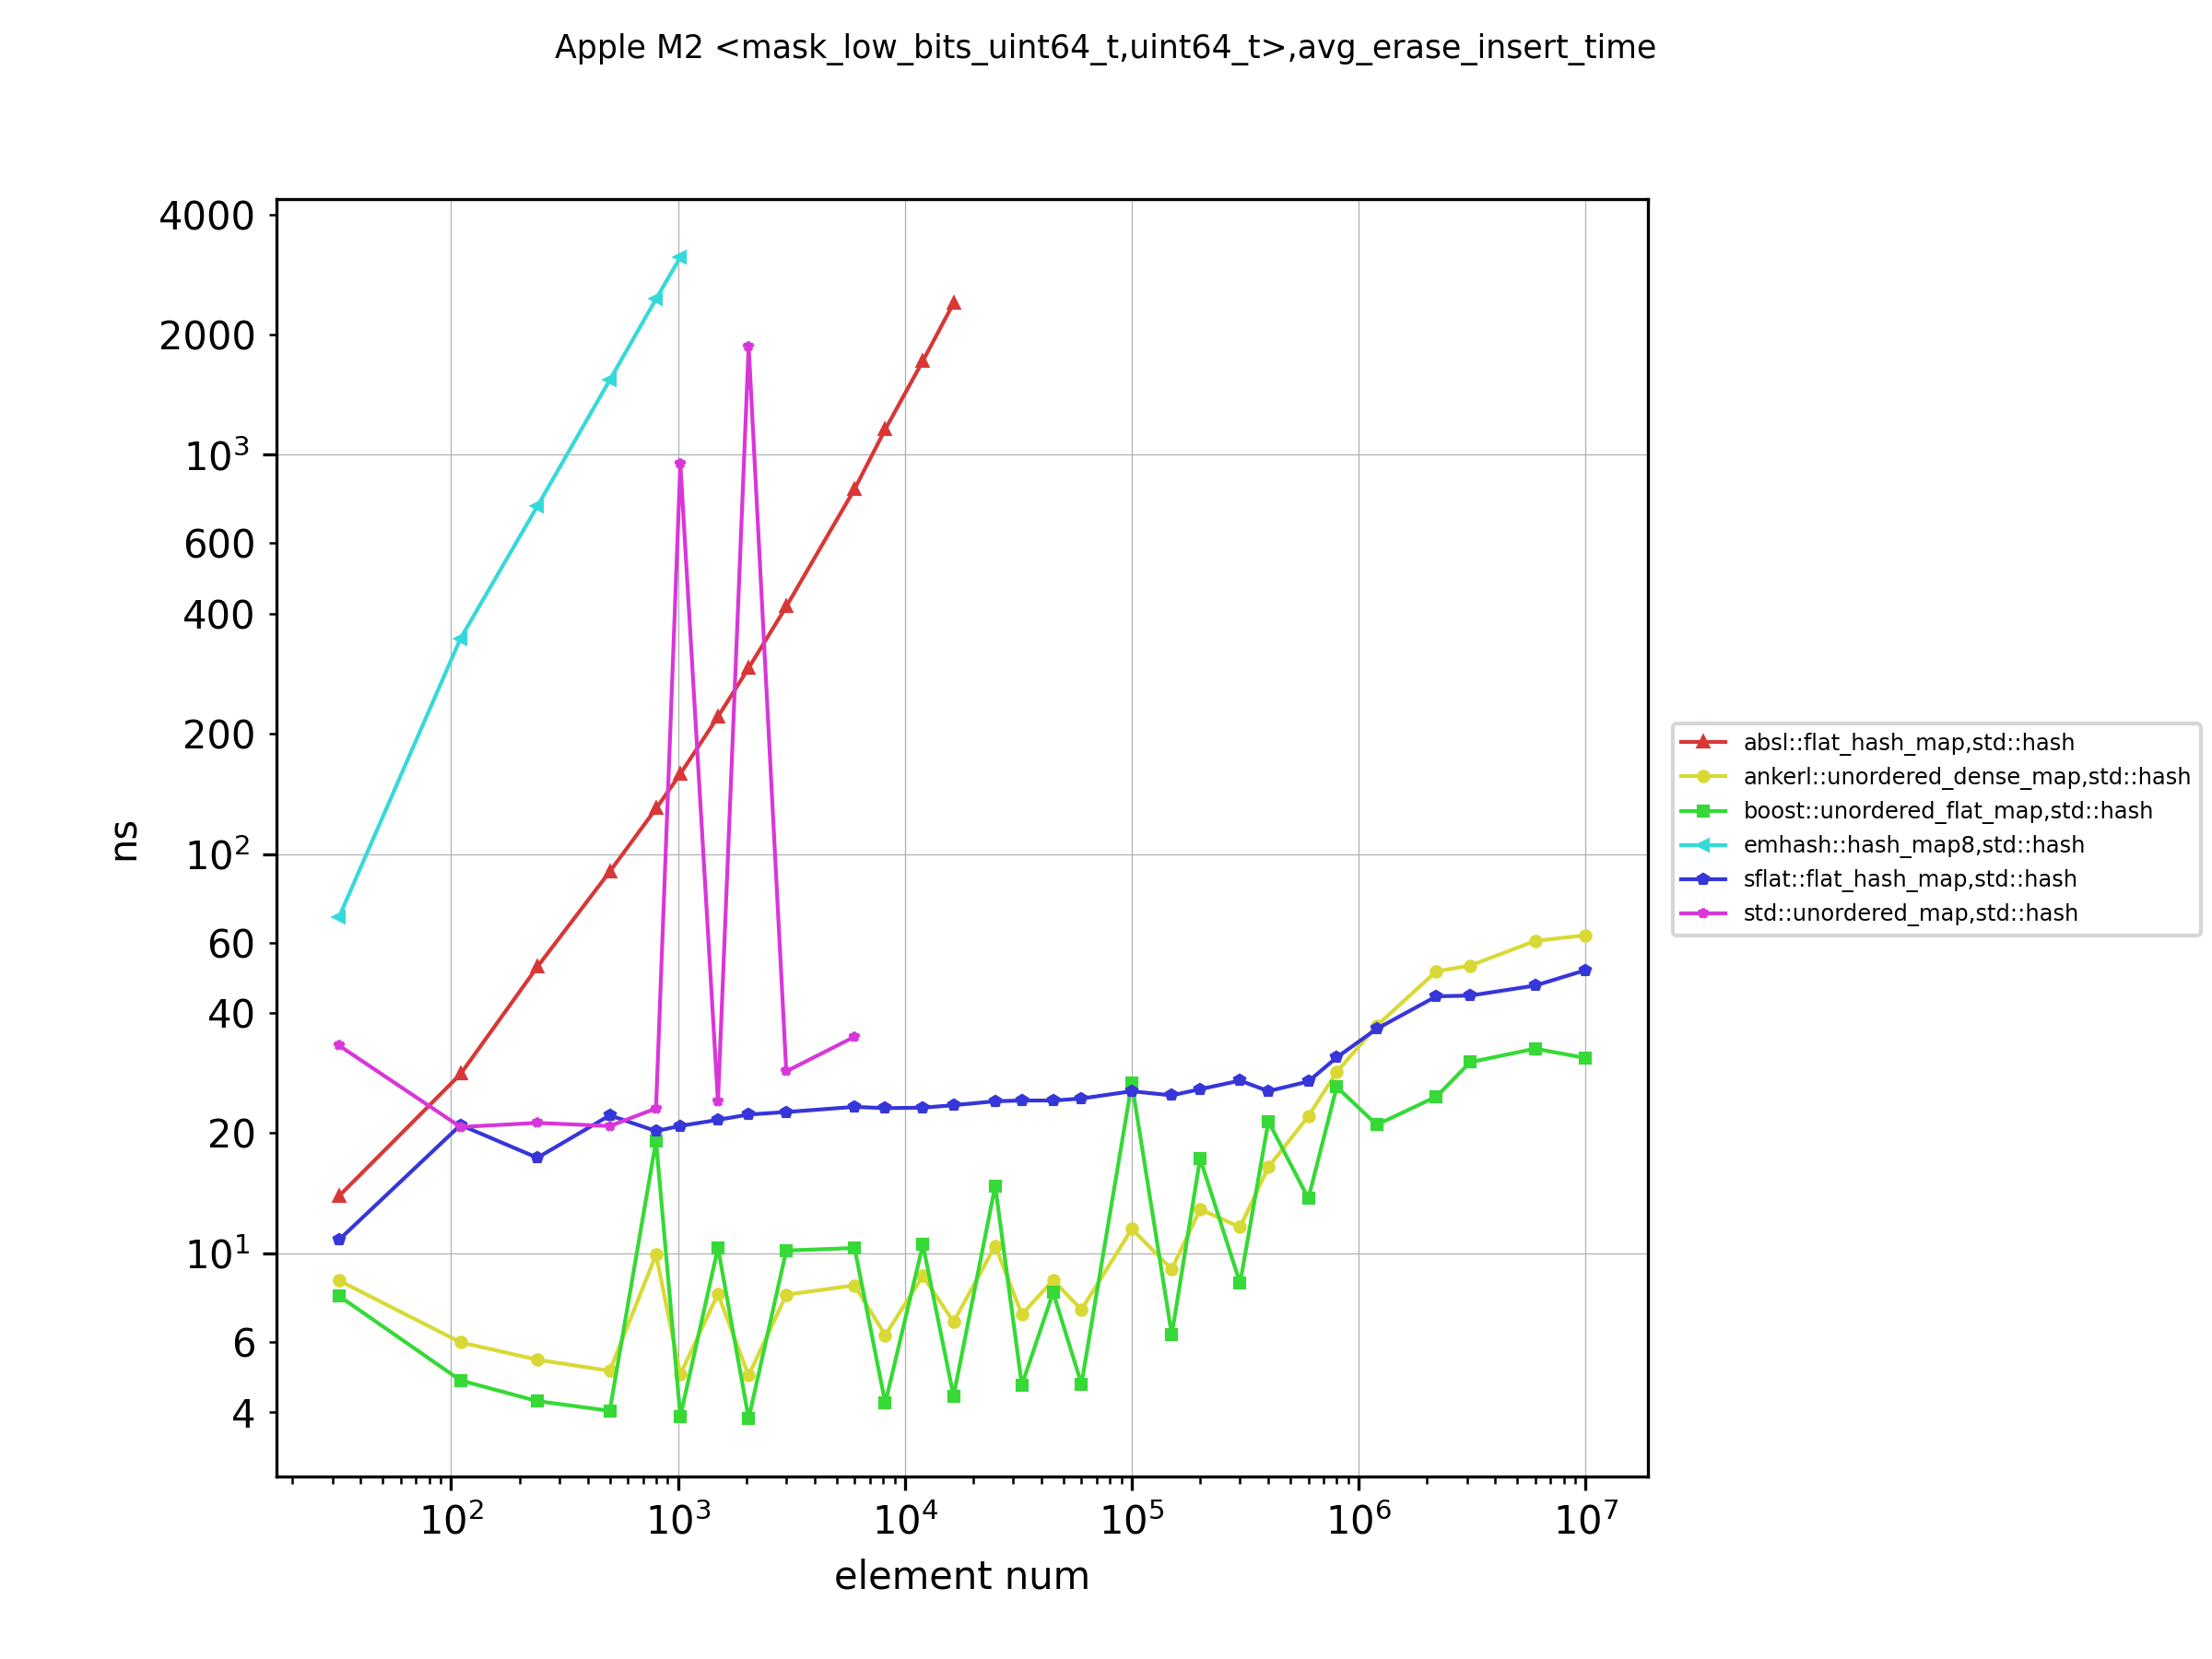 Apple M2 <mask_low_bits_uint64_t,uint64_t>,avg_erase_insert_time
4000
2000
10³
600
400
200
10²
60
40
20
10¹
6
4
ns
10² 10³ 10⁴ 10⁵ 10⁶ 10⁷
element num
absl::flat_hash_map,std::hash
ankerl::unordered_dense_map,std::hash
boost::unordered_flat_map,std::hash
emhash::hash_map8,std::hash
sflat::flat_hash_map,std::hash
std::unordered_map,std::hash